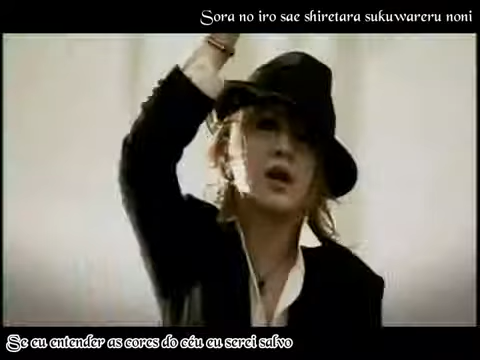 Sora no iro sae shiretara sukuwareru noni
Se eu entender as cores do céu eu serei salvo